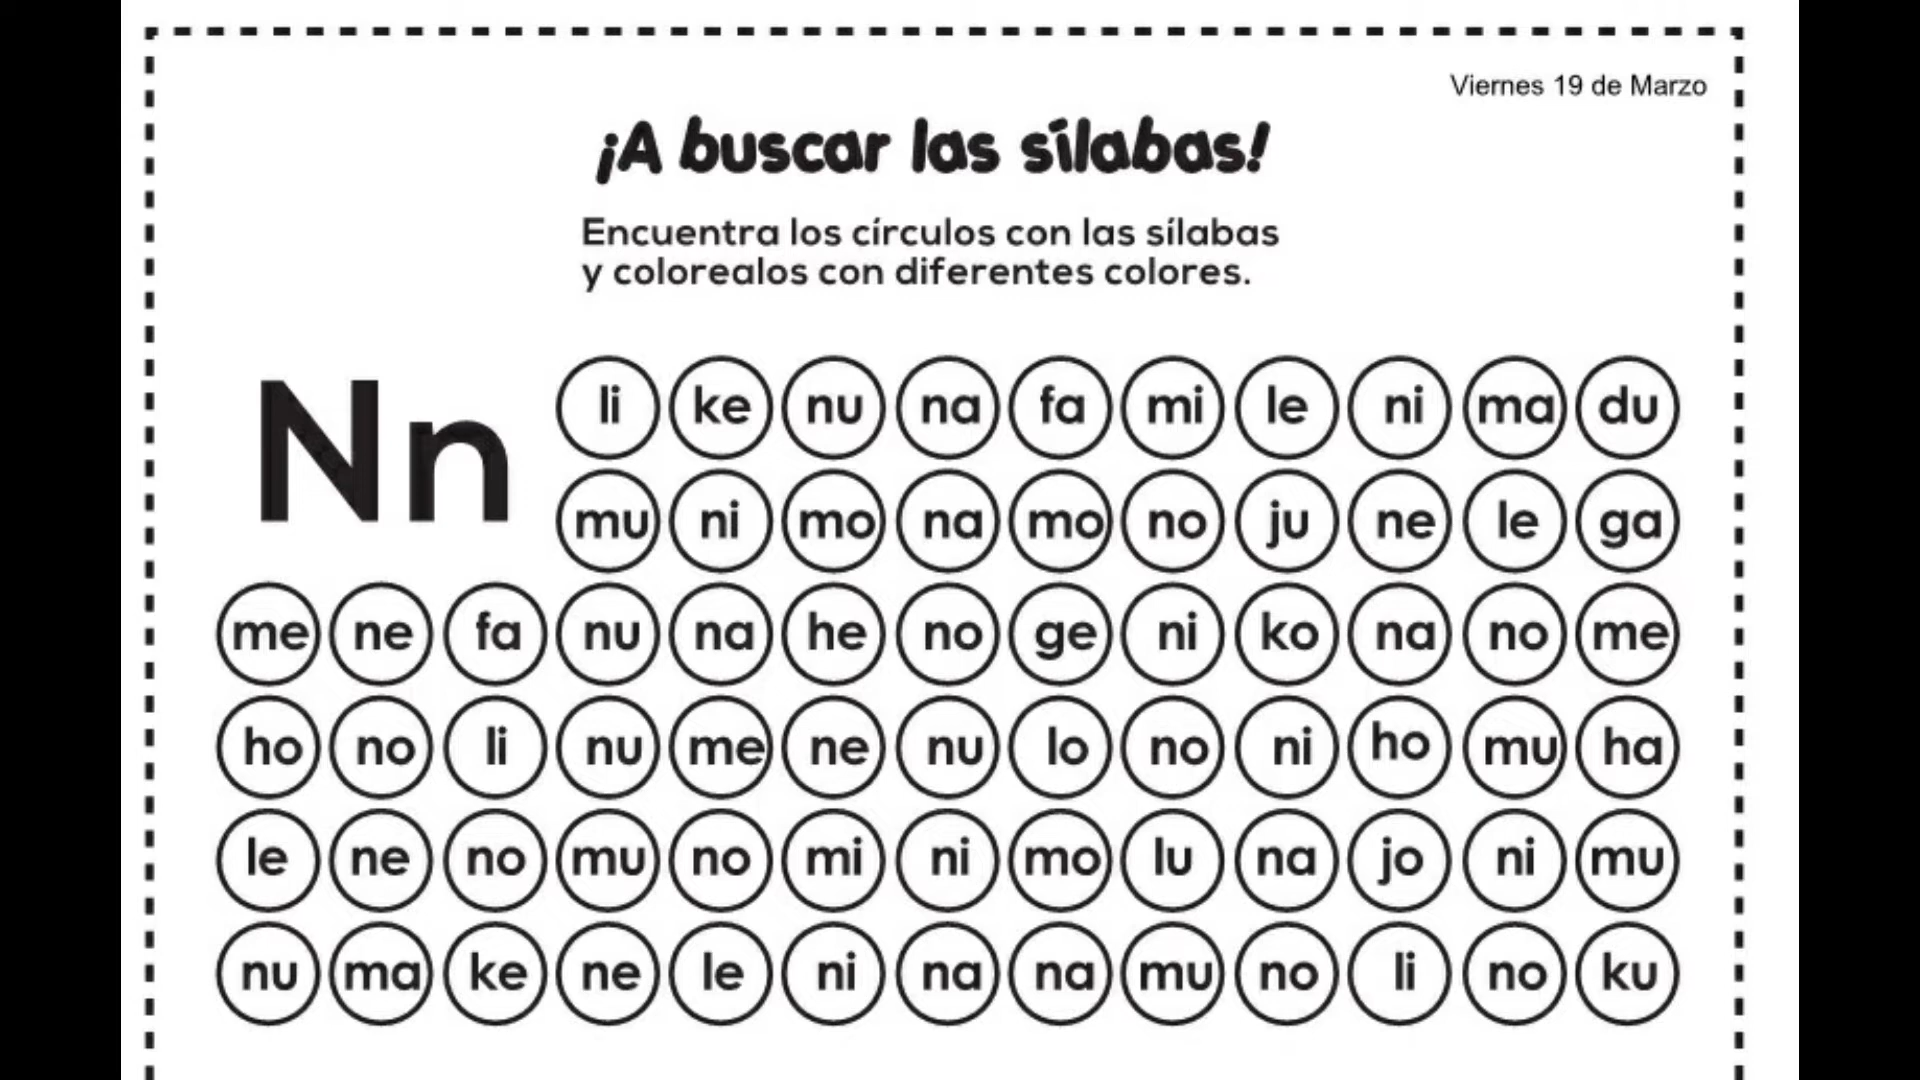 Viernes 19 de Marzo
¡A buscar las sílabas!
Encuentra los círculos con las sílabas
y colorealos con diferentes colores.
Nn
li ke nu na fa mi le ni ma du
mu ni mo na mo no ju ne le ga
me ne fa nu na he no ge ni ko na no me
ho no li nu me ne nu lo no ni ho mu ha
le ne no mu no mi ni mo lu na jo ni mu
nu ma ke ne le ni na na mu no li no ku